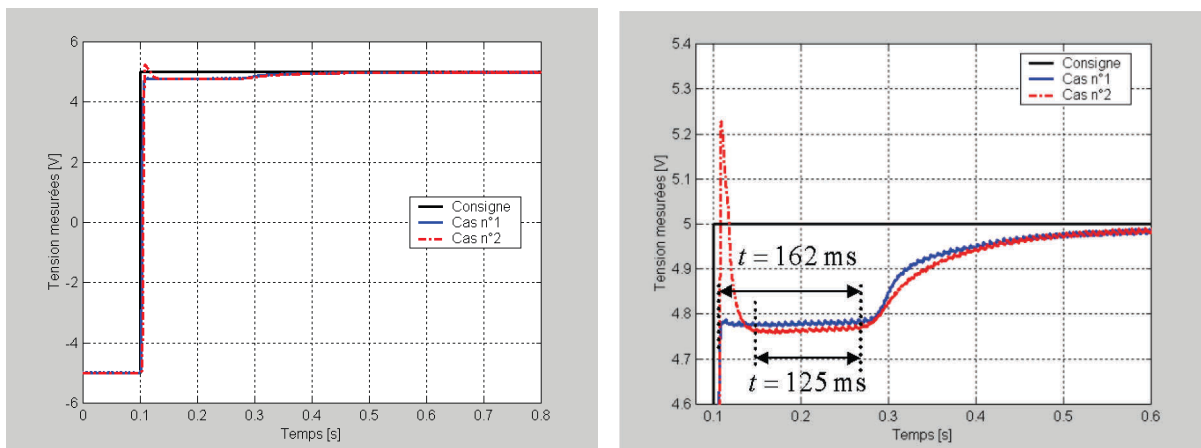 6
4
2
0
-2
-4
-6
Tension mesurées [V]
Consigne
Cas n°1
Cas n°2
0
0.1
0.2
0.3
0.4
0.5
0.6
0.7
0.8
Temps [s]
5.4
5.3
5.2
5.1
5
4.9
4.8
4.7
4.6
Tension mesurées [V]
Consigne
Cas n°1
Cas n°2
t = 162 ms
t = 125 ms
0.1
0.2
0.3
0.4
0.5
0.6
Temps [s]